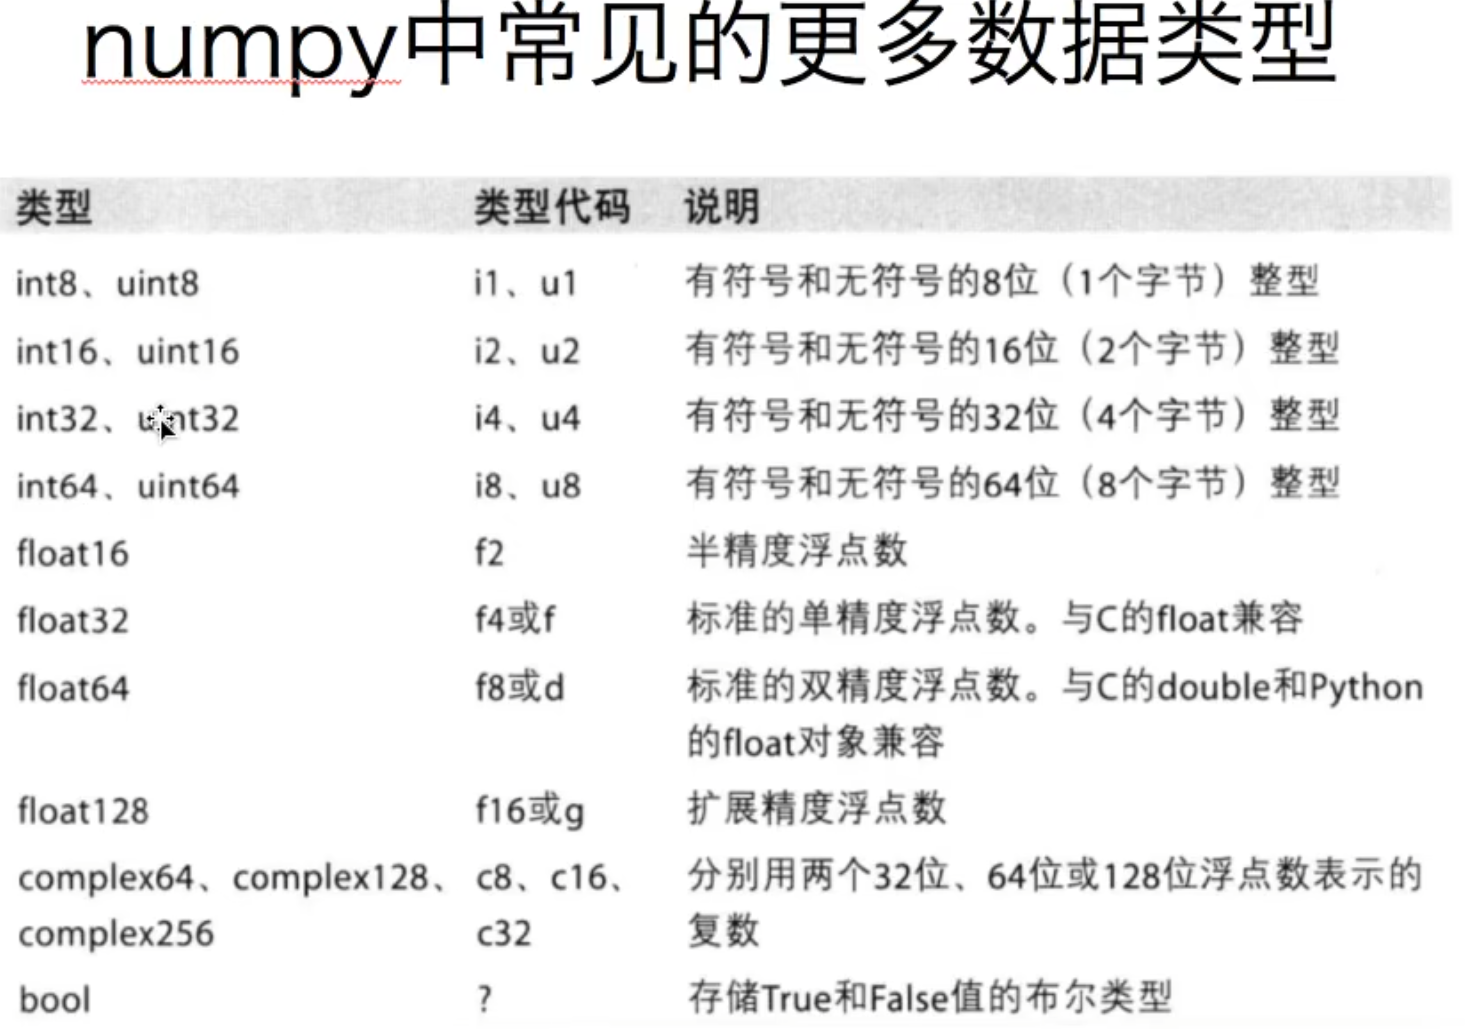 numpy中常见的更多数据类型
类型 类型代码 说明
int8、uint8 i1、u1 有符号和无符号的8位（1个字节）整型
int16、uint16 i2、u2 有符号和无符号的16位（2个字节）整型
int32、uint32 i4、u4 有符号和无符号的32位（4个字节）整型
int64、uint64 i8、u8 有符号和无符号的64位（8个字节）整型
float16 f2 半精度浮点数
float32 f4或f 标准的单精度浮点数。与C的float兼容
float64 f8或d 标准的双精度浮点数。与C的double和Python
的float对象兼容
float128 f16或g 扩展精度浮点数
complex64、complex128、 c8、c16、 分别用两个32位、64位或128位浮点数表示的
complex256 c32 复数
bool ? 存储True和False值的布尔类型